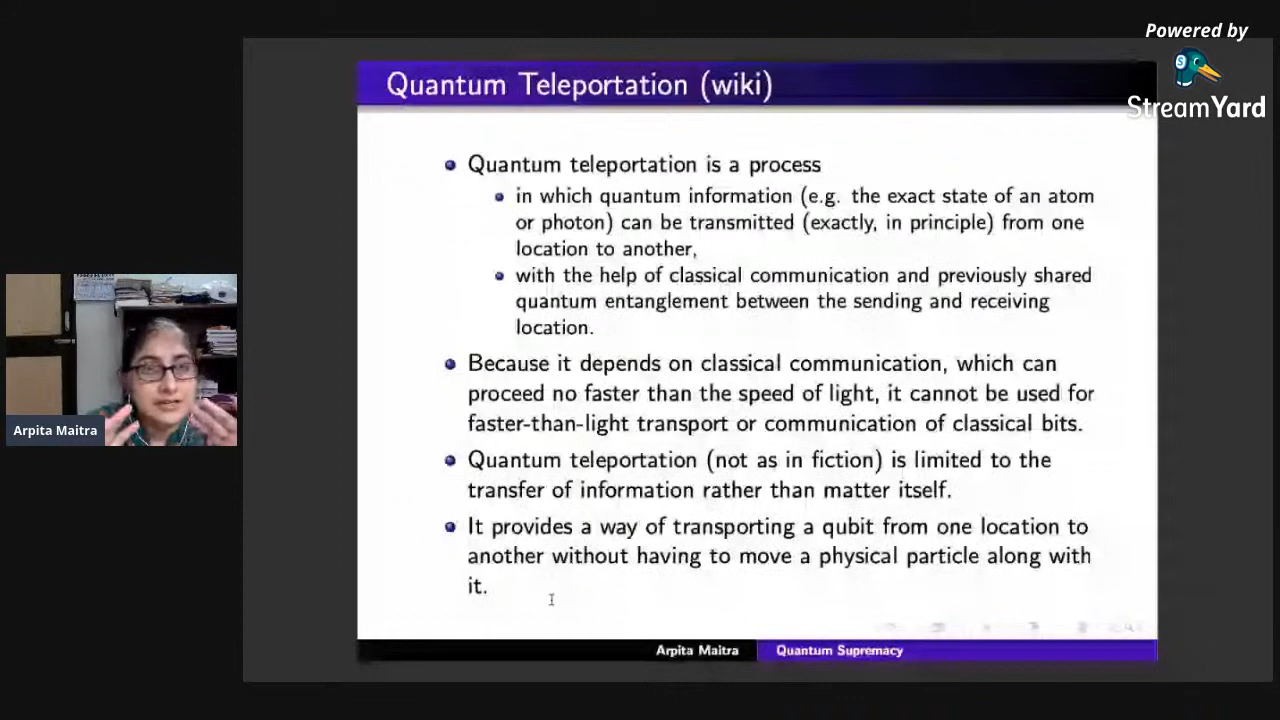 Powered by
StreamYard
Quantum Teleportation (wiki)
Quantum teleportation is a process
in which quantum information (e.g. the exact state of an atom
or photon) can be transmitted (exactly, in principle) from one
location to another,
with the help of classical communication and previously shared
quantum entanglement between the sending and receiving
location.
Because it depends on classical communication, which can
proceed no faster than the speed of light, it cannot be used for
faster-than-light transport or communication of classical bits.
Quantum teleportation (not as in fiction) is limited to the
transfer of information rather than matter itself.
It provides a way of transporting a qubit from one location to
another without having to move a physical particle along with
it.
Arpita Maitra
Arpita Maitra
Quantum Supremacy